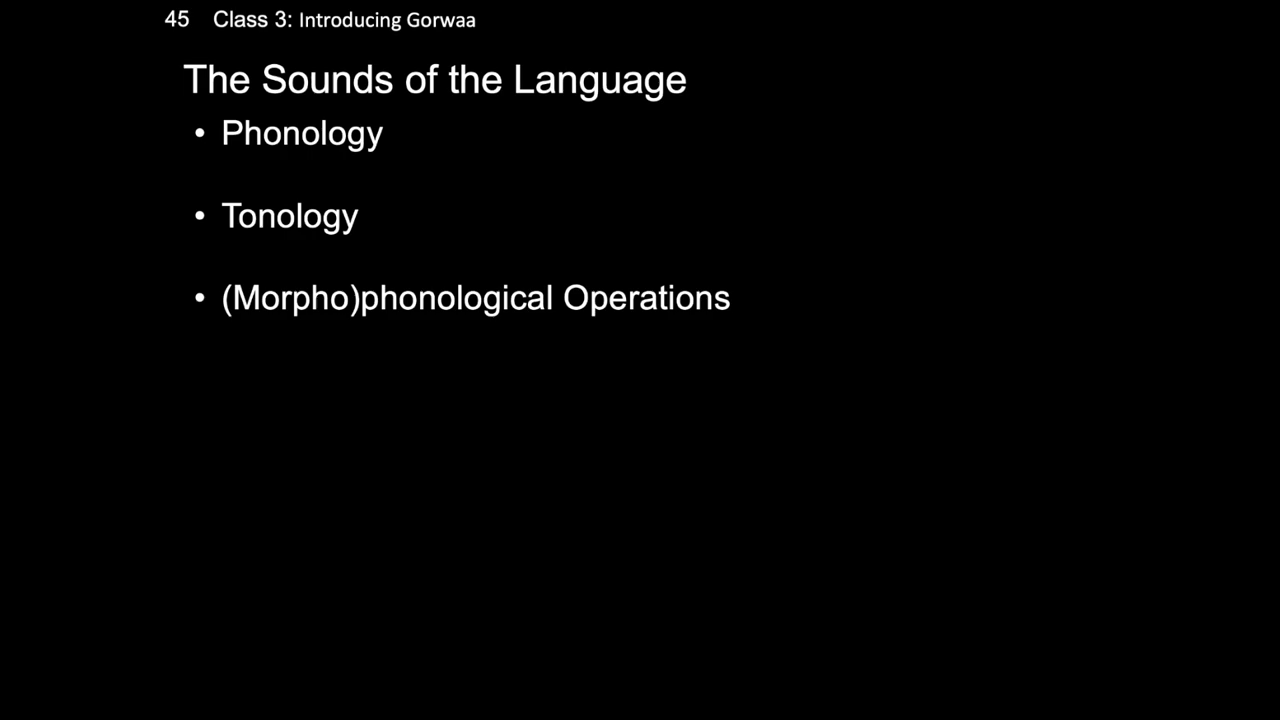 45 Class 3: Introducing Gorwaa
The Sounds of the Language
• Phonology
• Tonology
• (Morpho)phonological Operations